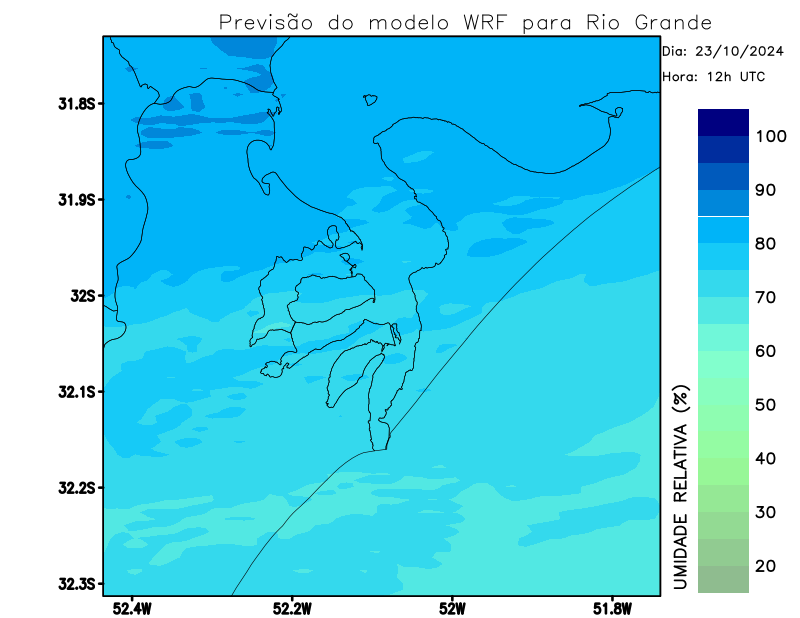 Previsão do modelo WRF para Rio Grande
Dia: 23/10/2024
Hora: 12h UTC
31.8S
31.9S
32S
32.1S
32.2S
32.3S
52.4W
52.2W
52W
51.8W
100
90
80
70
60
50
40
30
20
UMIDADE RELATIVA (%)